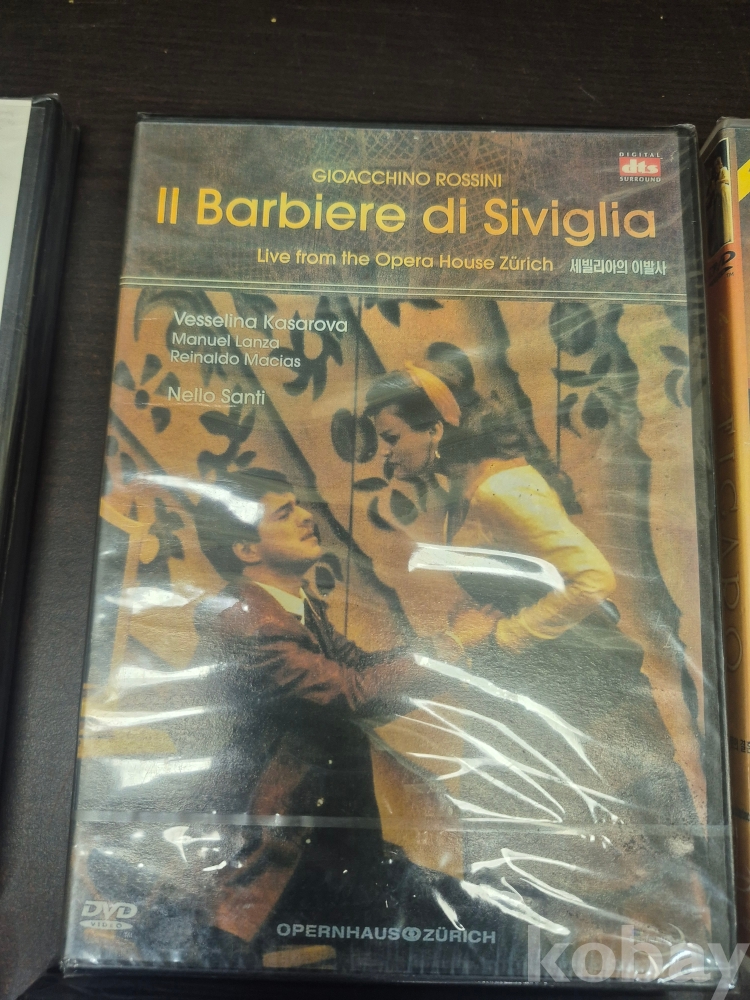 DIGITAL
dts
SURROUND
GIOACCHINO ROSSINI
Il Barbiere di Siviglia
Live from the Opera House Zürich 세빌리아의 이발사
Vesselina Kasarova
Manuel Lanza
Reinaldo Macias
Nello Santi
DVD
VIDEO
OPERNHAUS ZÜRICH
FIGARO
kobay